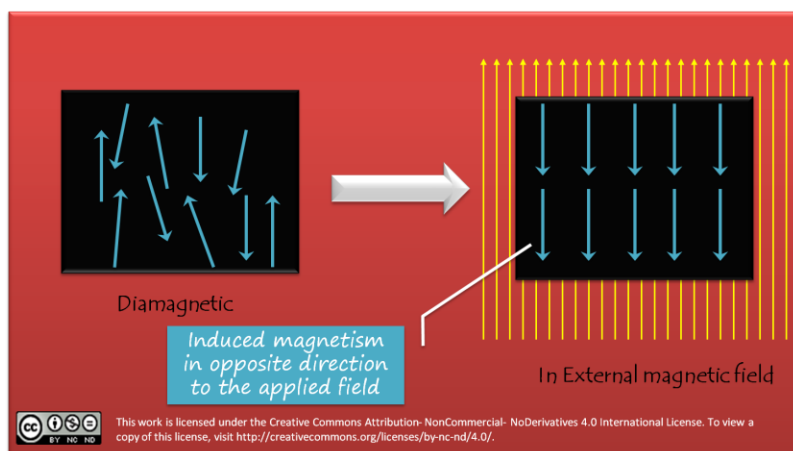 Diamagnetic
Induced magnetism
in opposite direction
to the applied field
In External magnetic field
cc
BY NC ND
This work is licensed under the Creative Commons Attribution- NonCommercial- NoDerivatives 4.0 International License. To view a
copy of this license, visit http://creativecommons.org/licenses/by-nc-nd/4.0/.